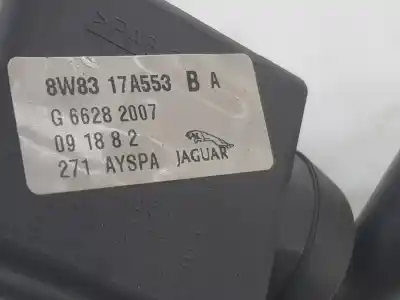 8W83 17A553 B A
G 6628 2007
09 18 8 2
271 AYSPA JAGUAR